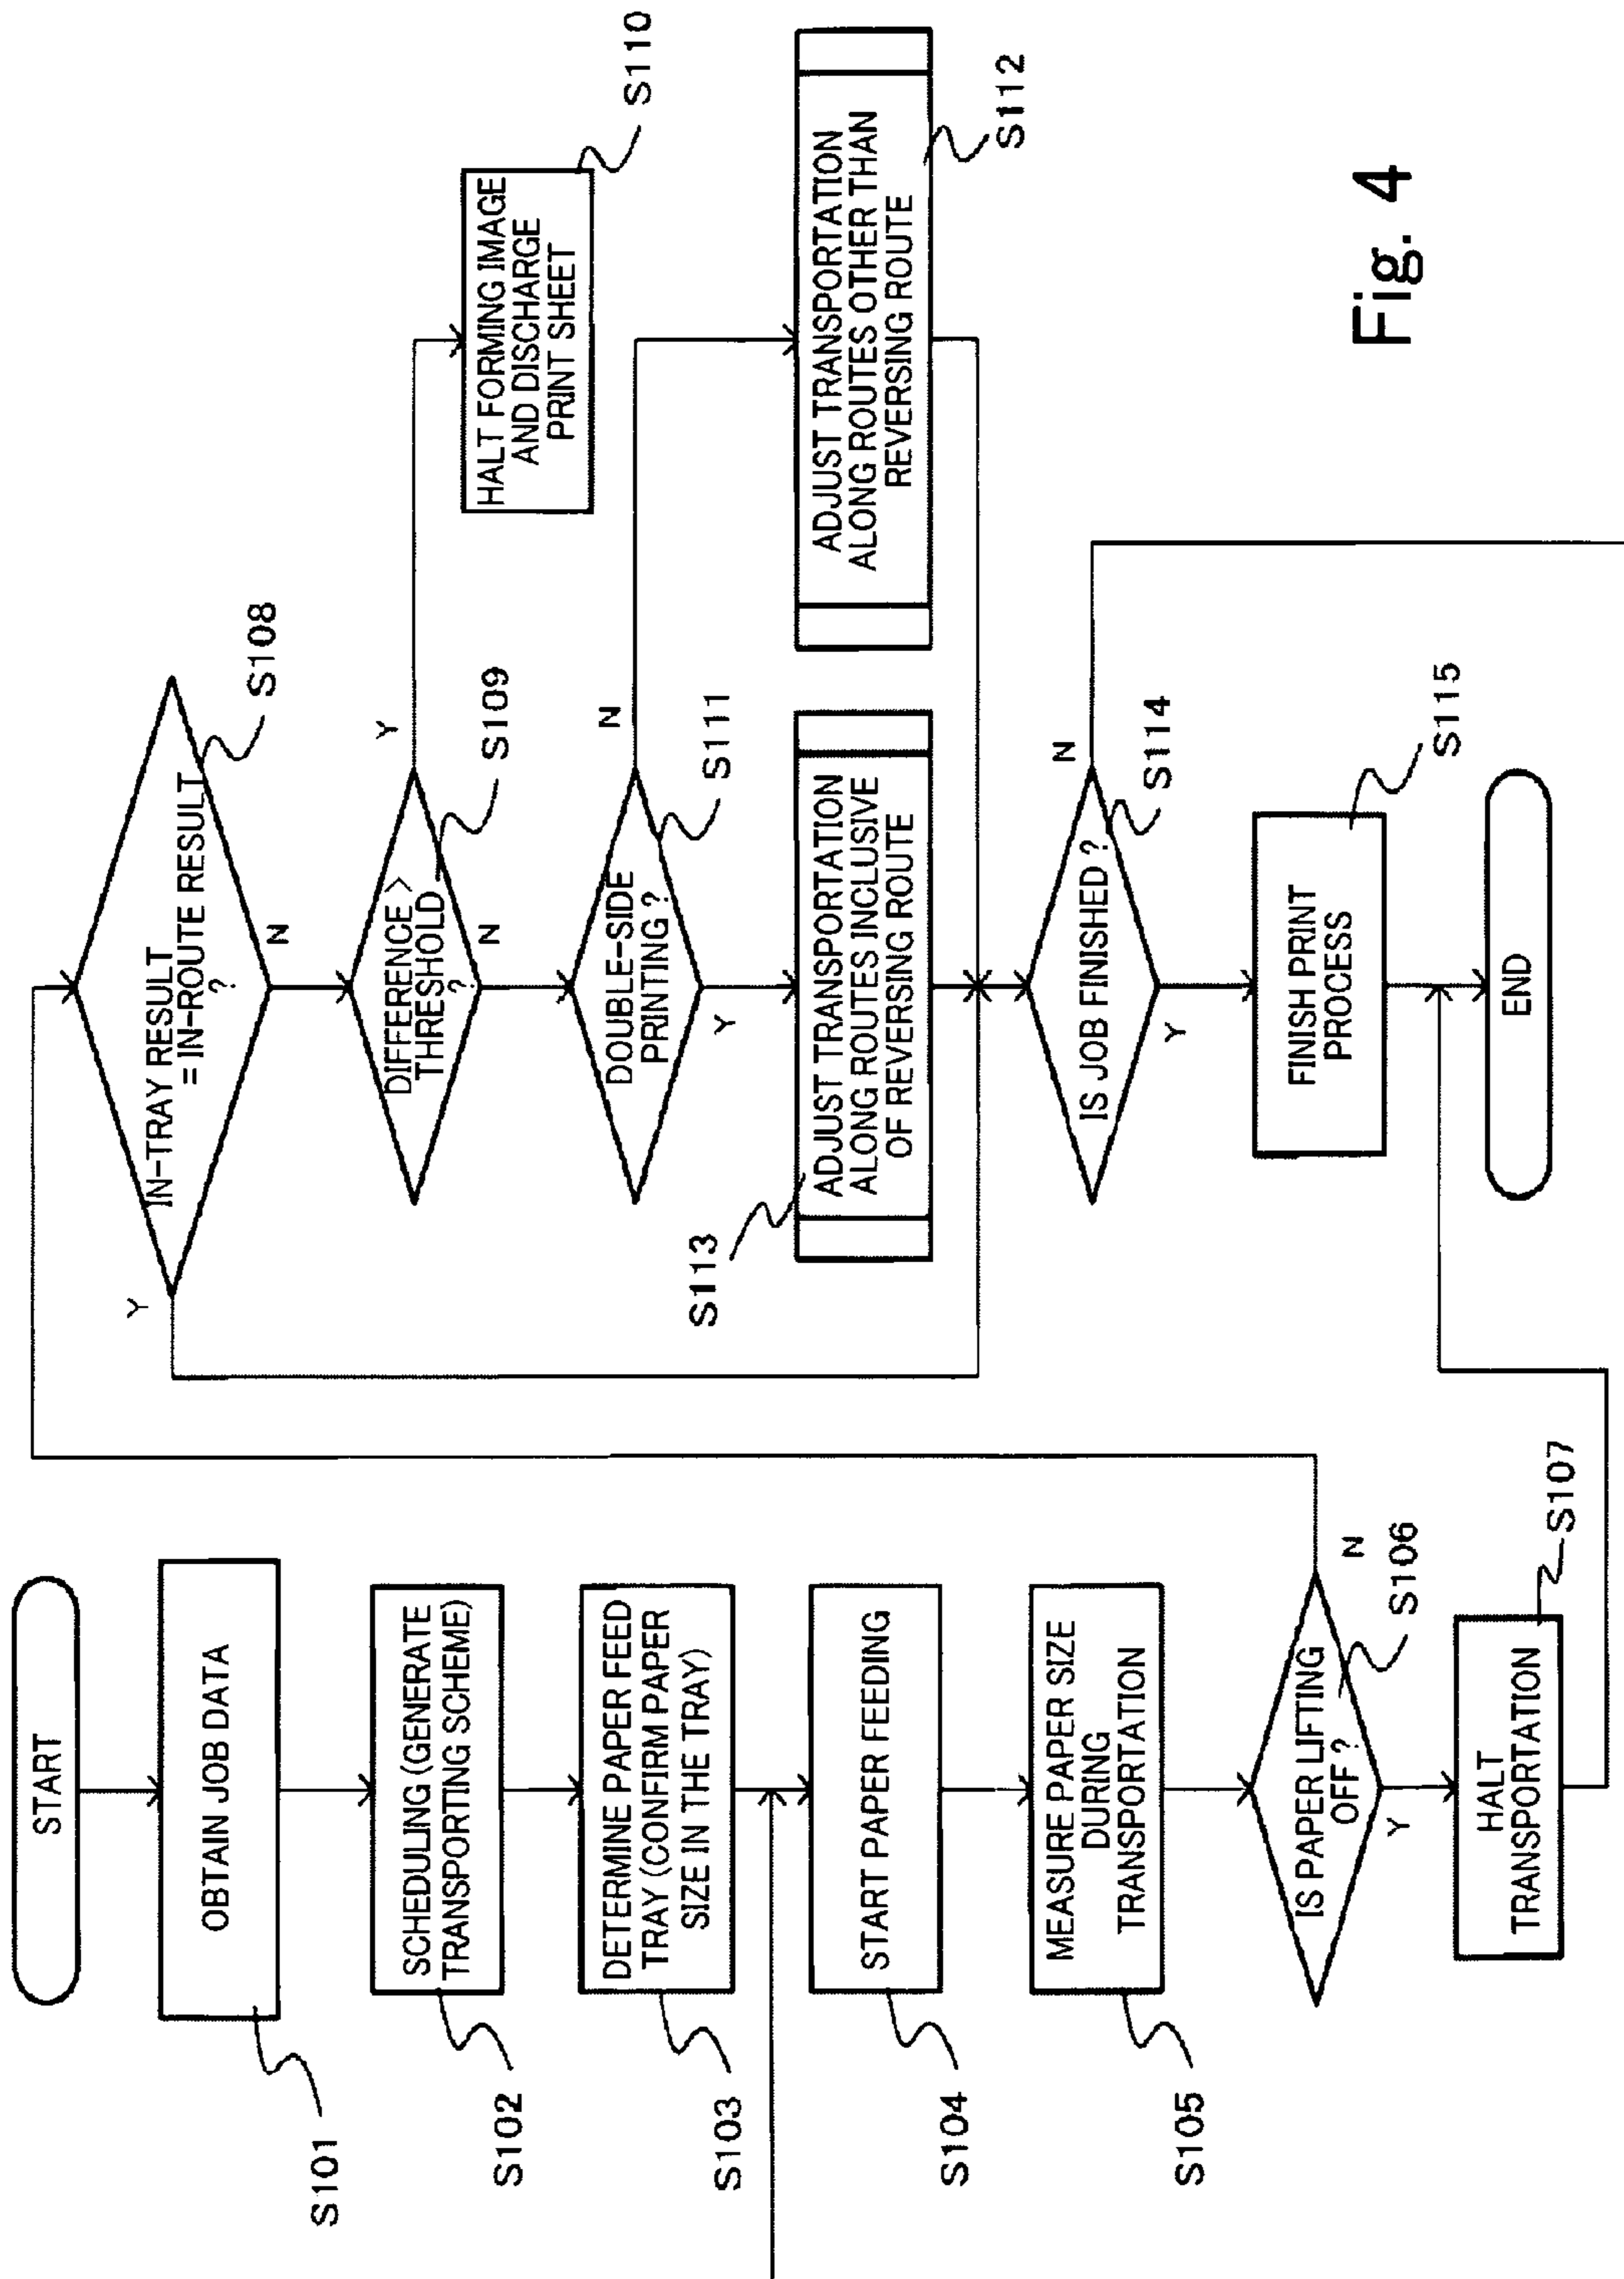 START
OBTAIN JOB DATA
S101
SCHEDULING (GENERATE
TRANSPORTING SCHEME)
S102
DETERMINE PAPER FEED
TRAY (CONFIRM PAPER
SIZE IN THE TRAY)
S103
START PAPER FEEDING
S104
MEASURE PAPER SIZE
DURING
TRANSPORTATION
S105
IS PAPER LIFTING
OFF ?
S106
N
Y
HALT
TRANSPORTATION
S107
IN-TRAY RESULT
= IN-ROUTE RESULT
?
S108
Y
N
DIFFERENCE>
THRESHOLD
?
S109
Y
N
HALT FORMING IMAGE
AND DISCHARGE
PRINT SHEET
S110
DOUBLE-SIDE
PRINTING ?
S111
N
Y
ADJUST TRANSPORTATION
ALONG ROUTES OTHER THAN
REVERSING ROUTE
S112
ADJUST TRANSPORTATION
ALONG ROUTES INCLUSIVE
OF REVERSING ROUTE
S113
IS JOB FINISHED ?
S114
N
Y
FINISH PRINT
PROCESS
S115
END
Fig. 4